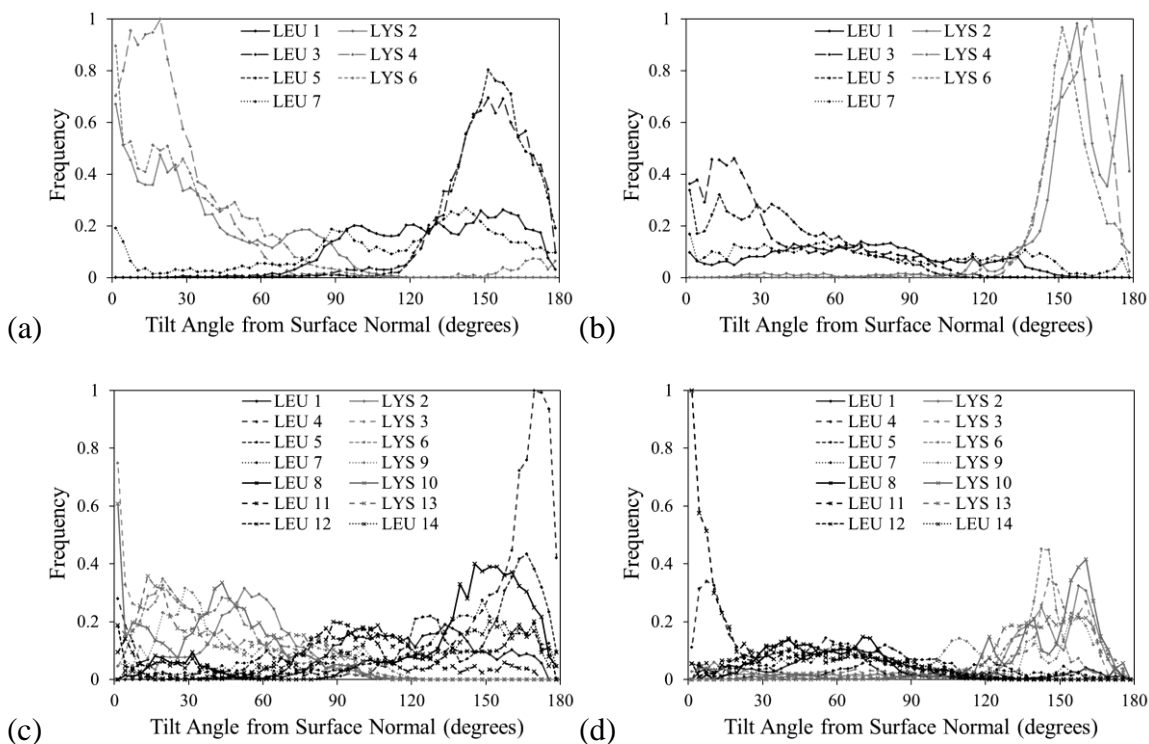 1
LEU 1 LYS 2
LEU 3 LYS 4
LEU 5 LYS 6
LEU 7
0.8
0.6
0.4
0.2
0
Frequency
0 30 60 90 120 150 180
Tilt Angle from Surface Normal (degrees)
(a)
1
LEU 1 LYS 2
LEU 3 LYS 4
LEU 5 LYS 6
LEU 7
0.8
0.6
0.4
0.2
0
Frequency
0 30 60 90 120 150 180
Tilt Angle from Surface Normal (degrees)
(b)
1
LEU 1 LYS 2
LEU 4 LYS 3
LEU 5 LYS 6
LEU 7 LYS 9
LEU 8 LYS 10
LEU 11 LYS 13
LEU 12 LEU 14
0.8
0.6
0.4
0.2
0
Frequency
0 30 60 90 120 150 180
Tilt Angle from Surface Normal (degrees)
(c)
1
LEU 1 LYS 2
LEU 4 LYS 3
LEU 5 LYS 6
LEU 7 LYS 9
LEU 8 LYS 10
LEU 11 LYS 13
LEU 12 LEU 14
0.8
0.6
0.4
0.2
0
Frequency
0 30 60 90 120 150 180
Tilt Angle from Surface Normal (degrees)
(d)